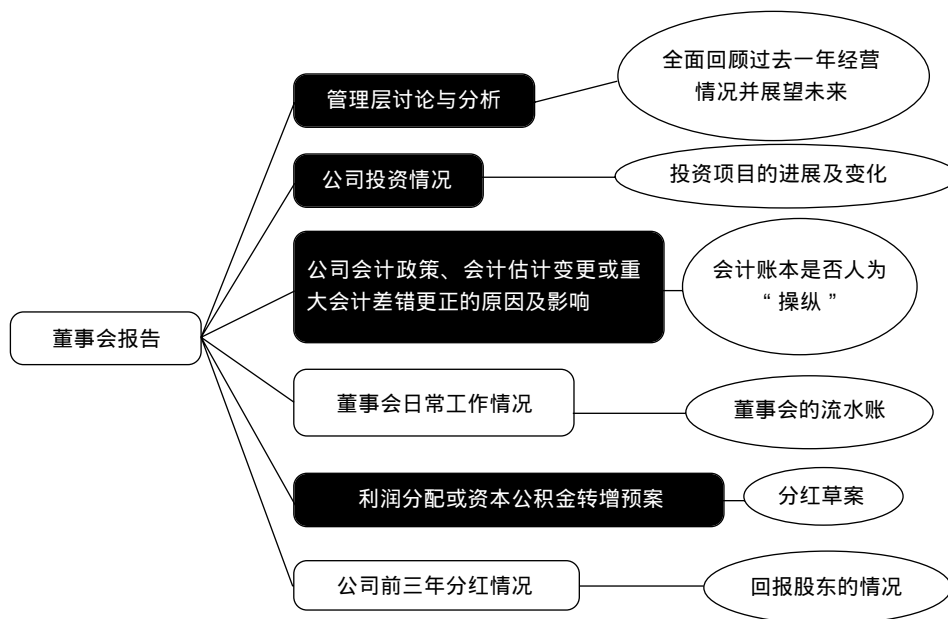 全面回顾过去一年经营
情况并展望未来
管理层讨论与分析
公司投资情况
投资项目的进展及变化
公司会计政策、会计估计变更或重
大会计差错更正的原因及影响
会计账本是否人为
“操纵”
董事会报告
董事会日常工作情况
董事会的流水账
利润分配或资本公积金转增预案
分红草案
公司前三年分红情况
回报股东的情况